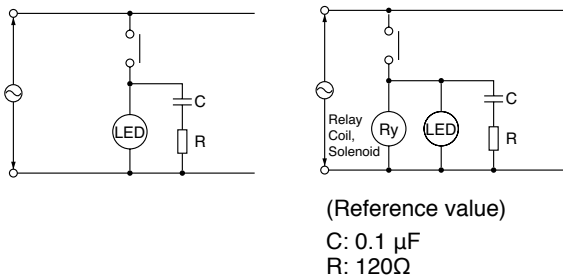 C
LED
R
Relay
Coil,
Solenoid
Ry
LED
C
R
(Reference value)
C: 0.1 µF
R: 120Ω